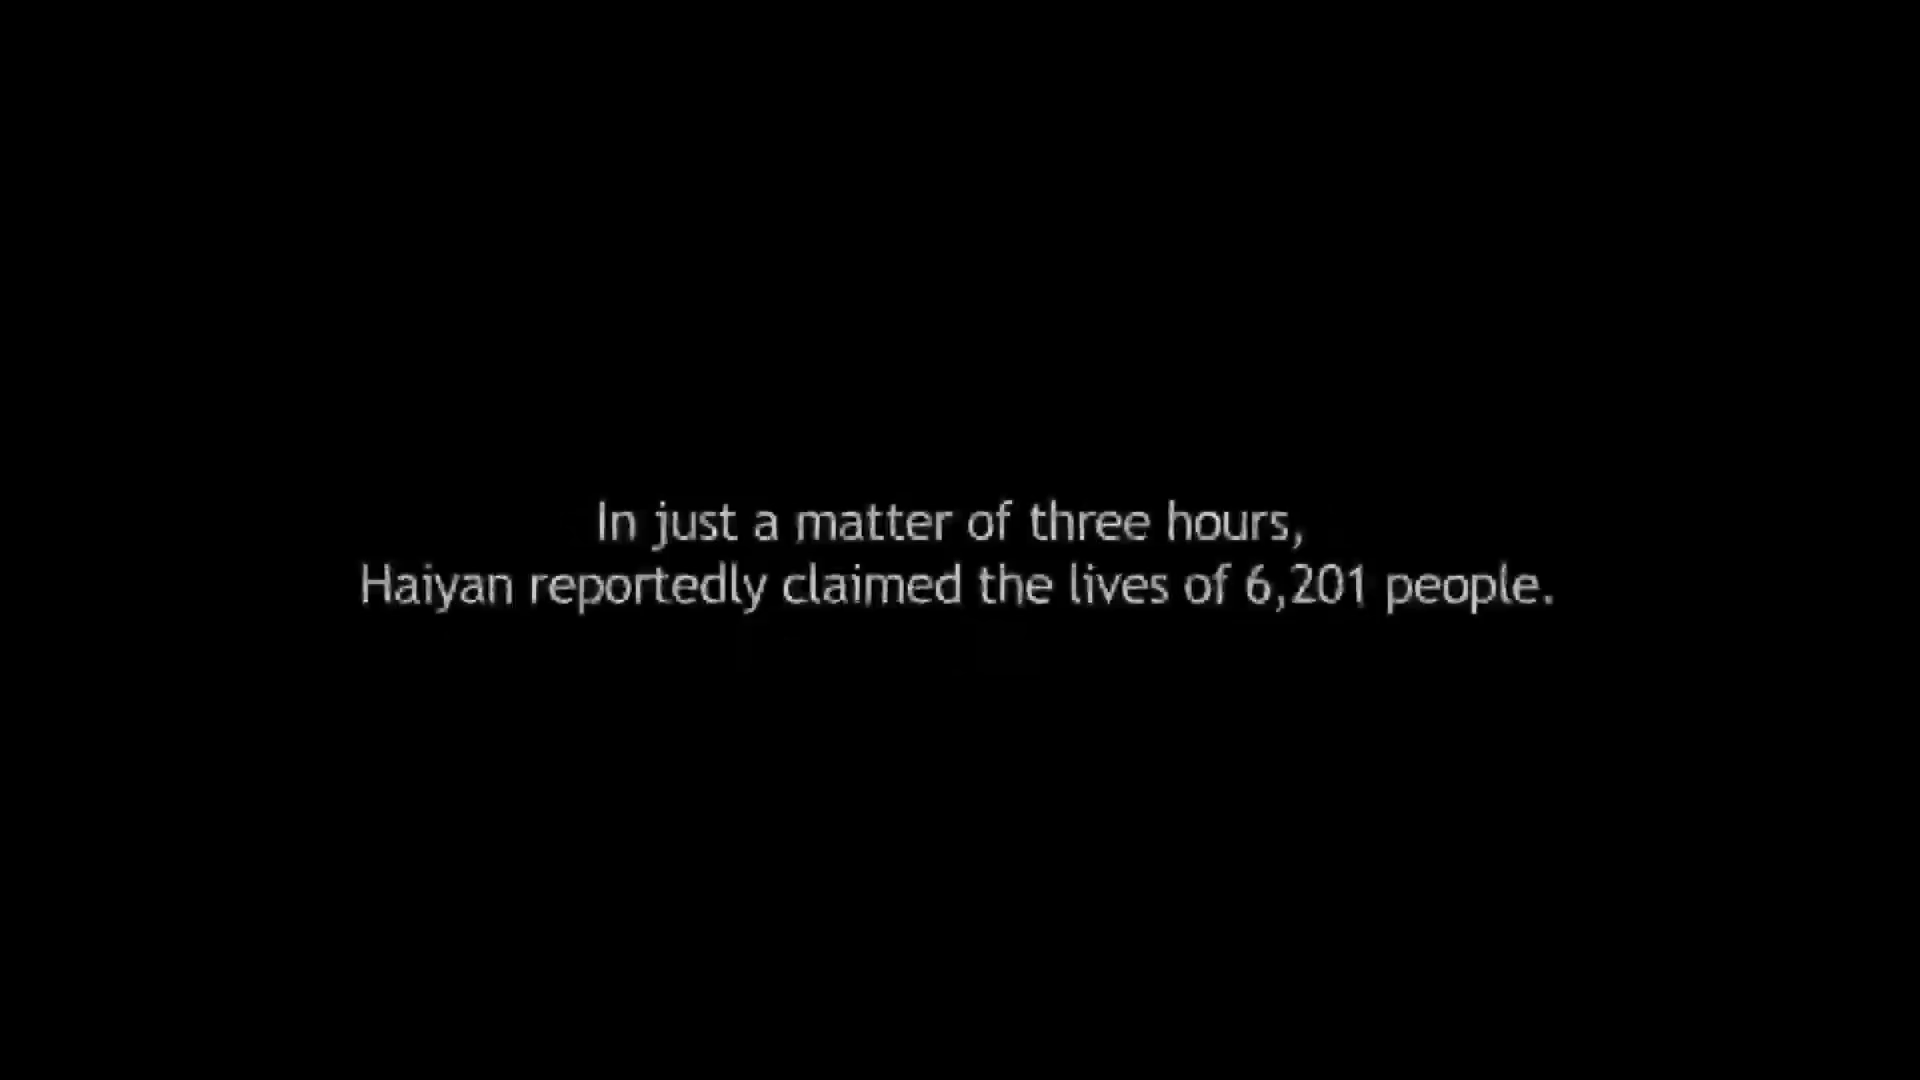 In just a matter of three hours,
Haiyan reportedly claimed the lives of 6,201 people.